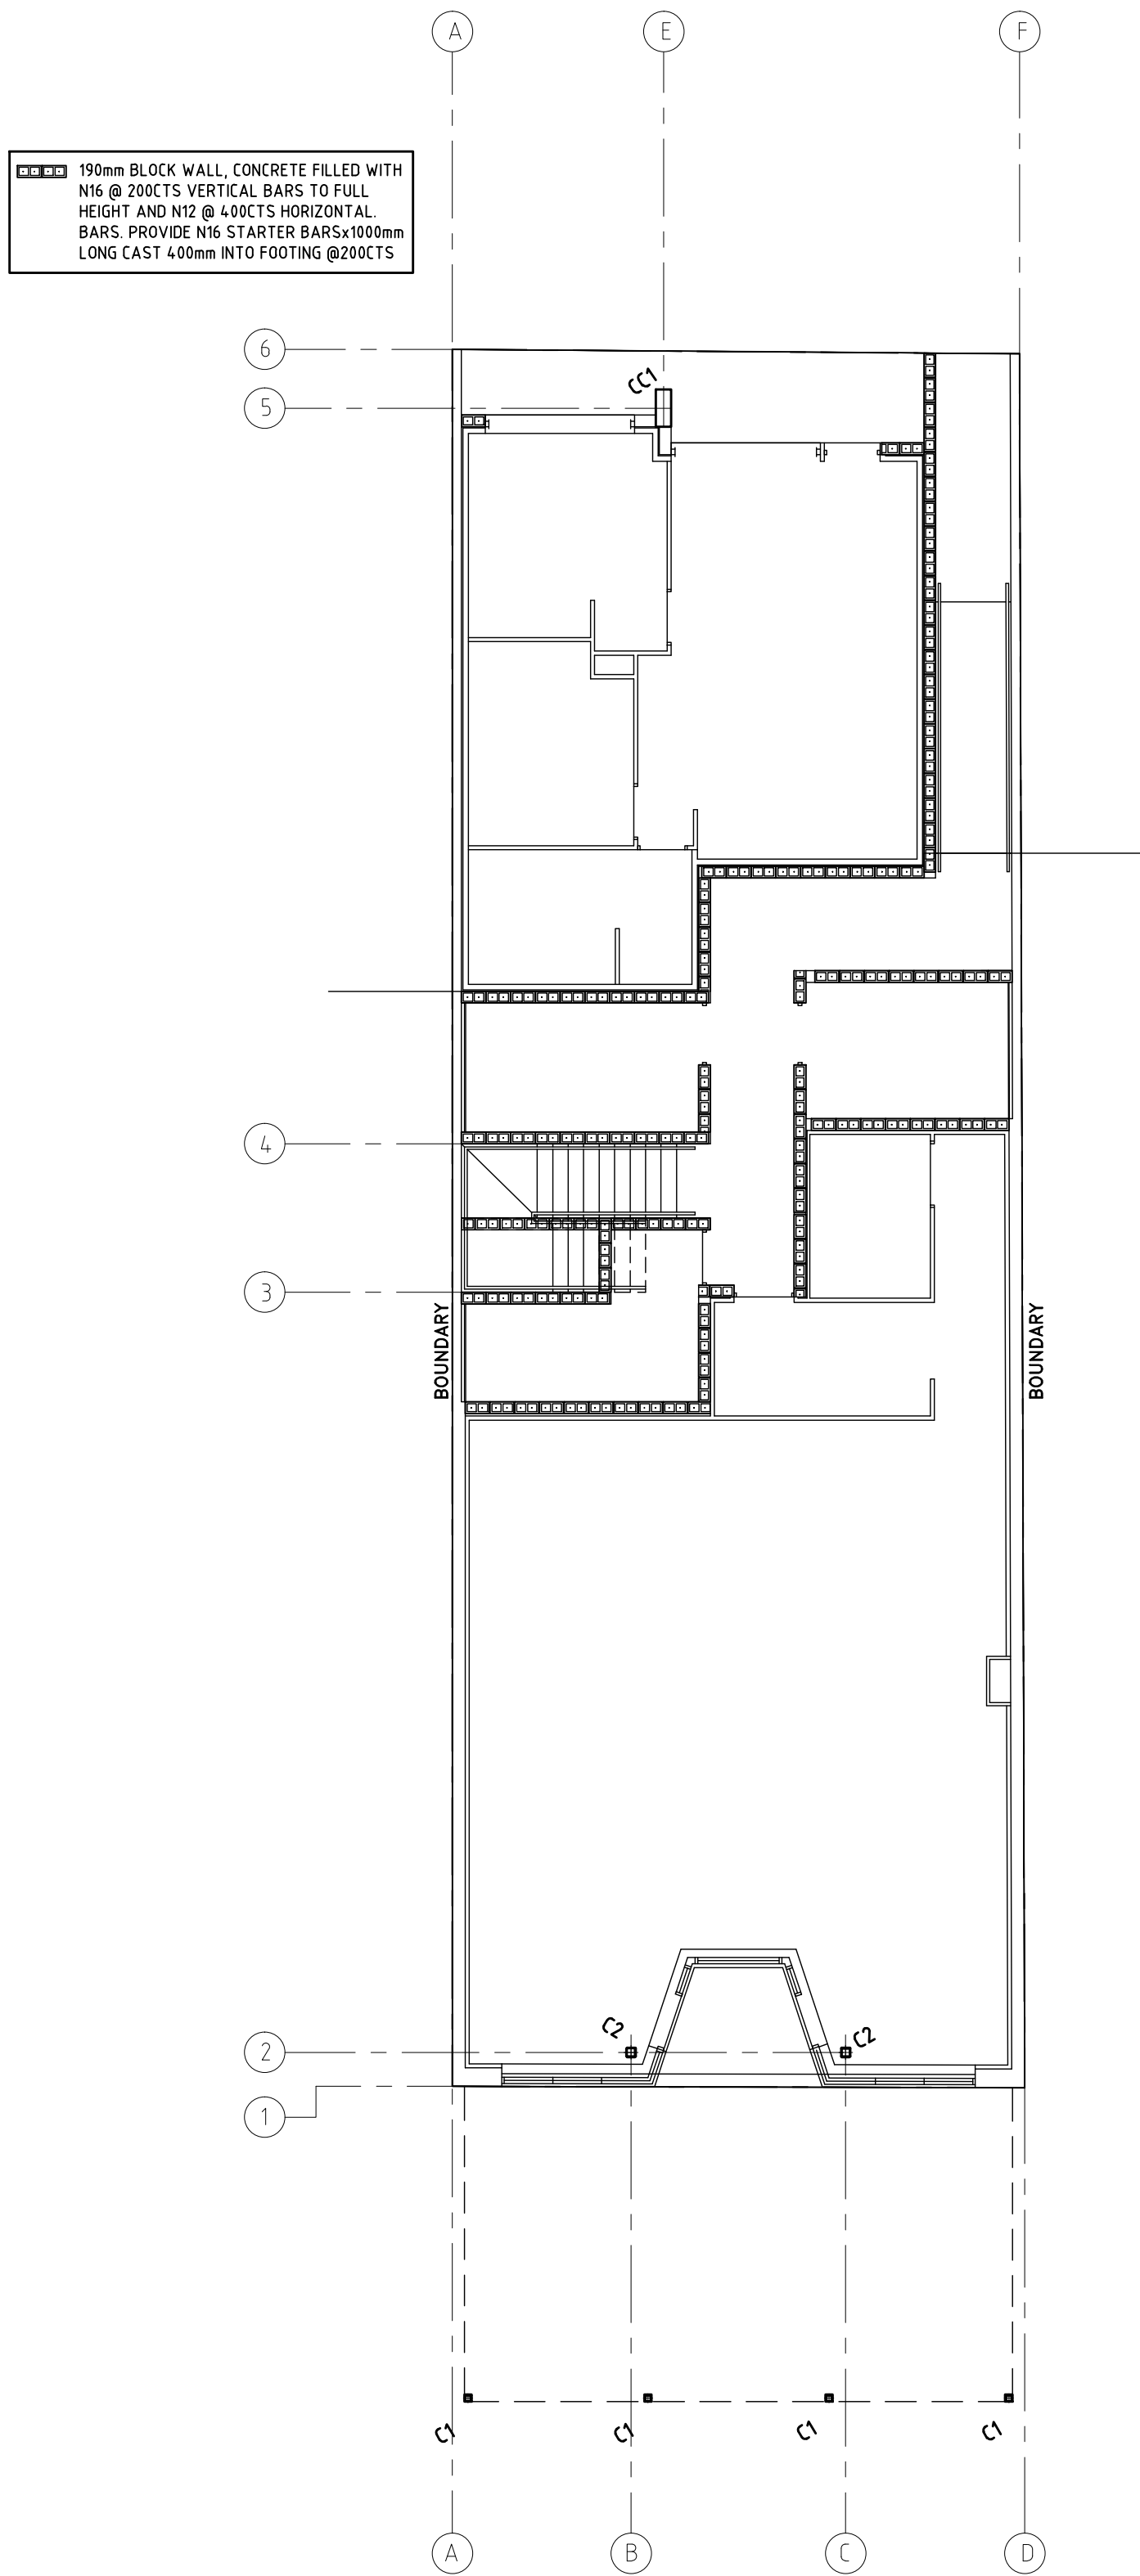 A
E
F
190mm BLOCK WALL, CONCRETE FILLED WITH
N16 @ 200CTS VERTICAL BARS TO FULL
HEIGHT AND N12 @ 400CTS HORIZONTAL.
BARS. PROVIDE N16 STARTER BARSx1000mm
LONG CAST 400mm INTO FOOTING @200CTS
6
CC1
5
4
3
BOUNDARY
BOUNDARY
C2
C2
2
1
C1
C1
C1
C1
A
B
C
D